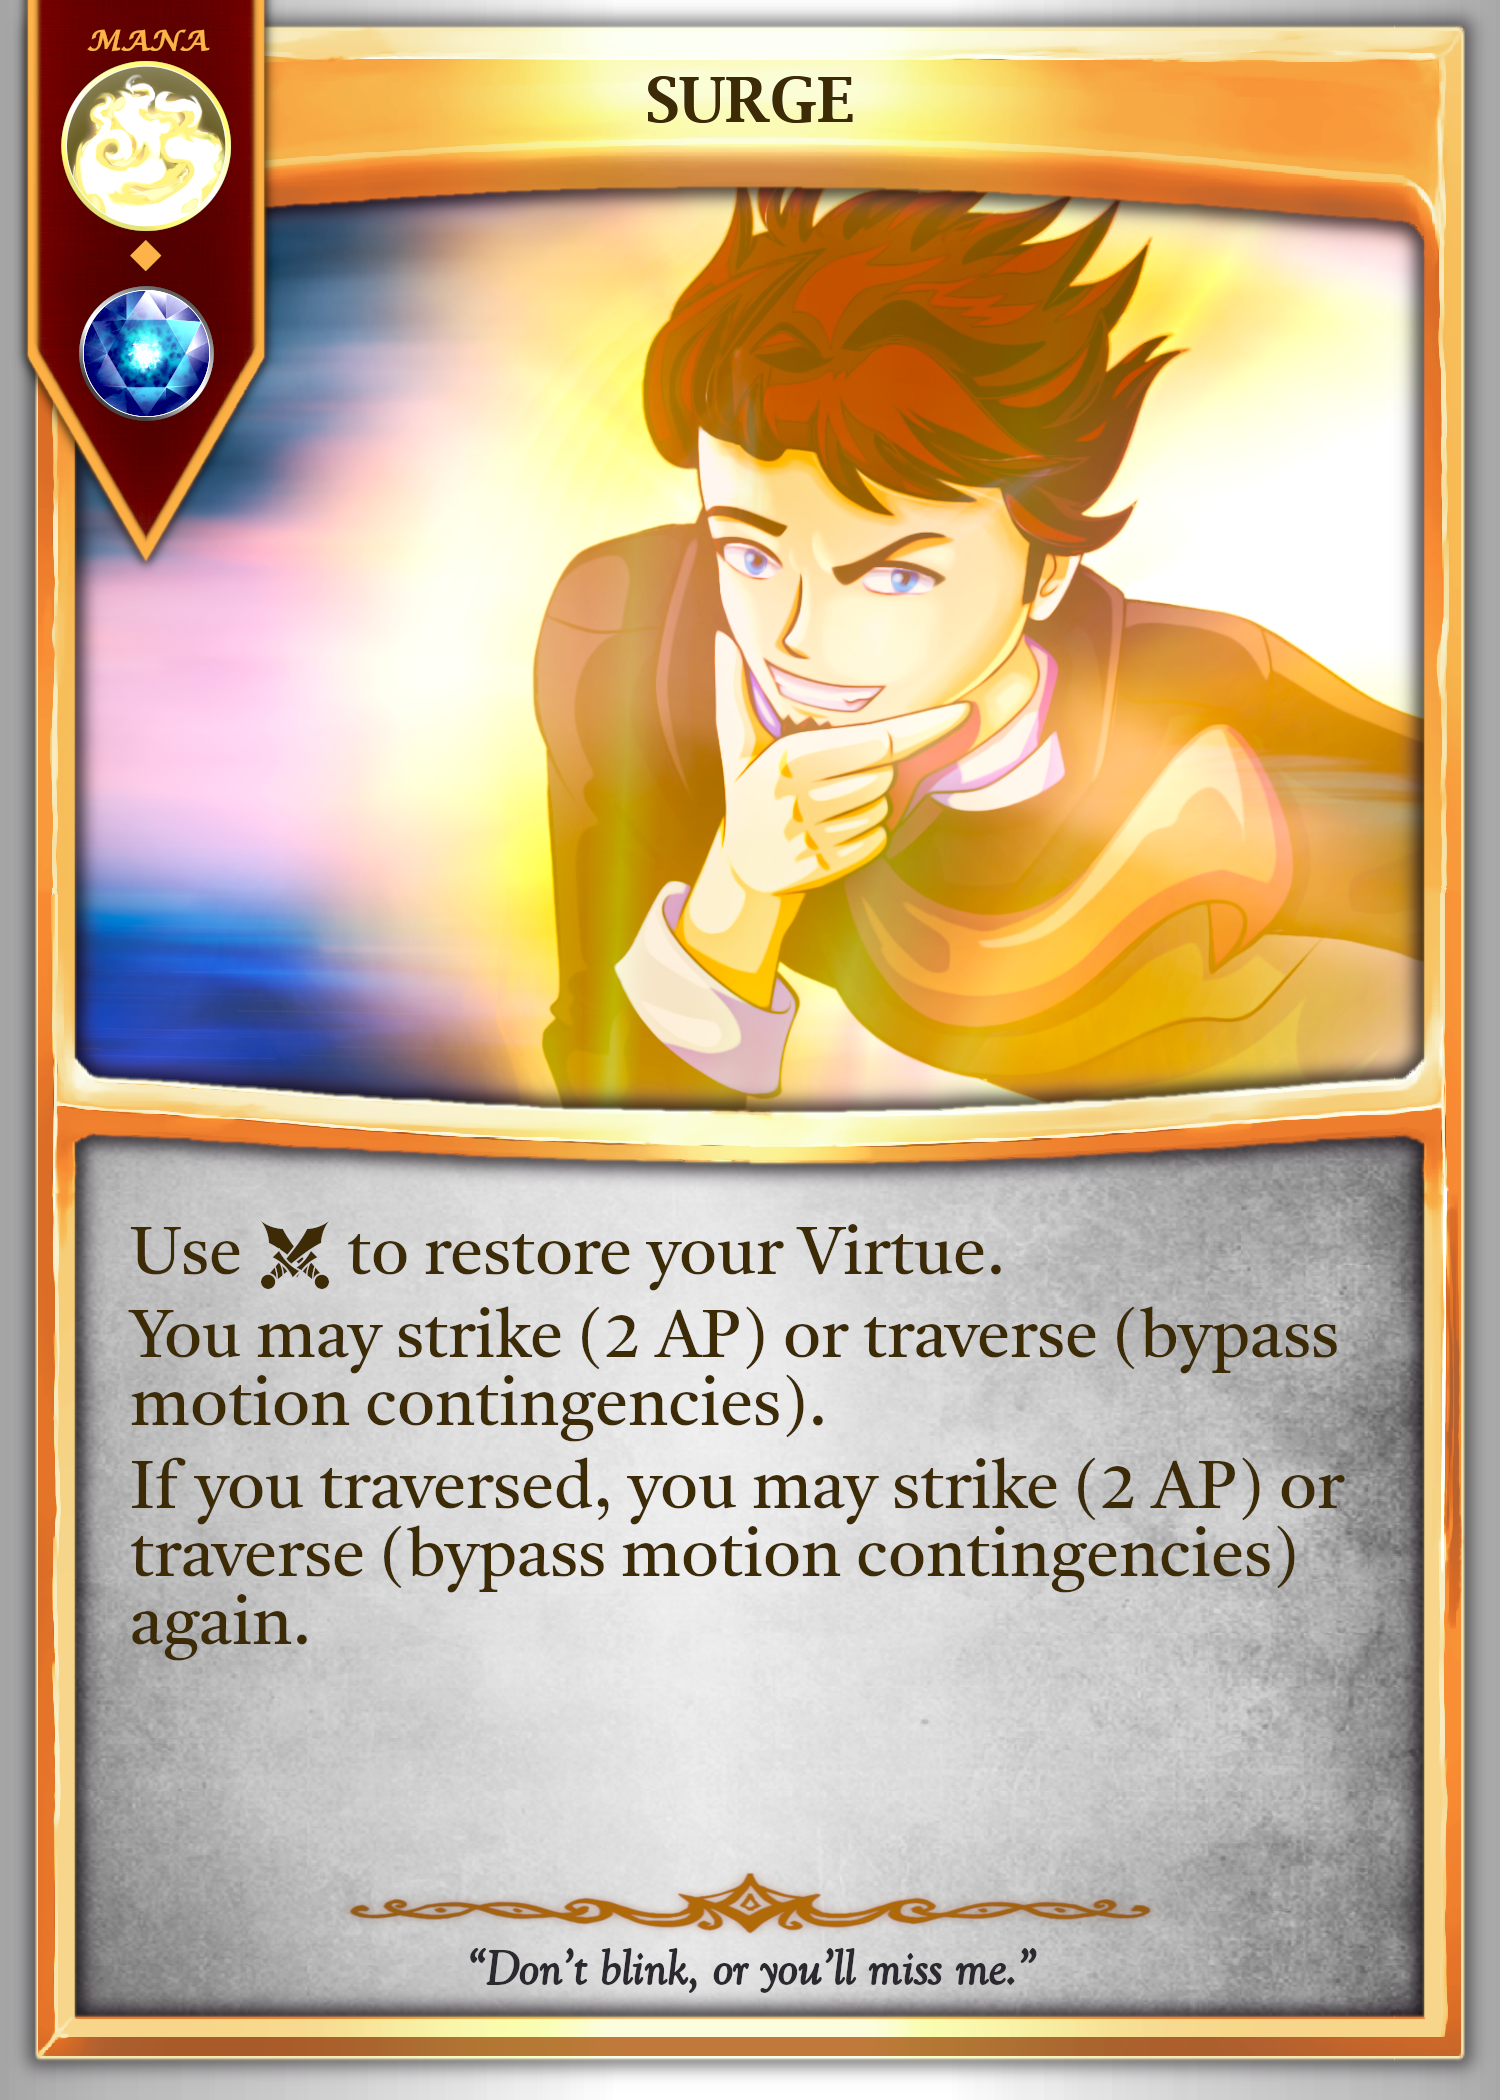 MANA
SURGE
Use to restore your Virtue.
You may strike (2 AP) or traverse (bypass
motion contingencies).
If you traversed, you may strike (2 AP) or
traverse (bypass motion contingencies)
again.
“Don’t blink, or you’ll miss me.”